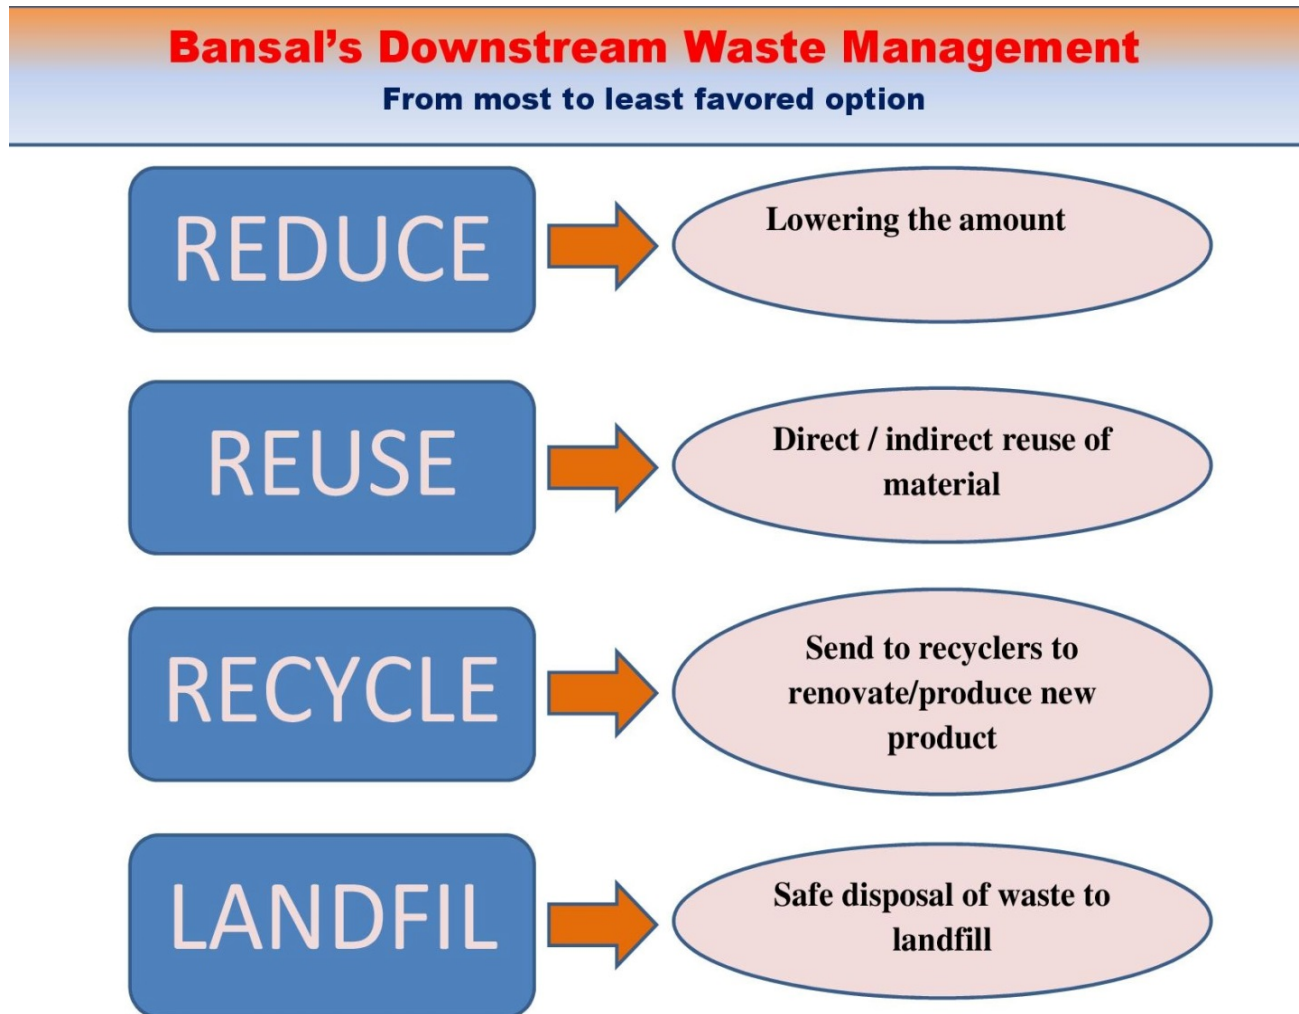 Bansal's Downstream Waste Management
From most to least favored option
REDUCE
Lowering the amount
REUSE
Direct / indirect reuse of
material
RECYCLE
Send to recyclers to
renovate/produce new
product
LANDFIL
Safe disposal of waste to
landfill